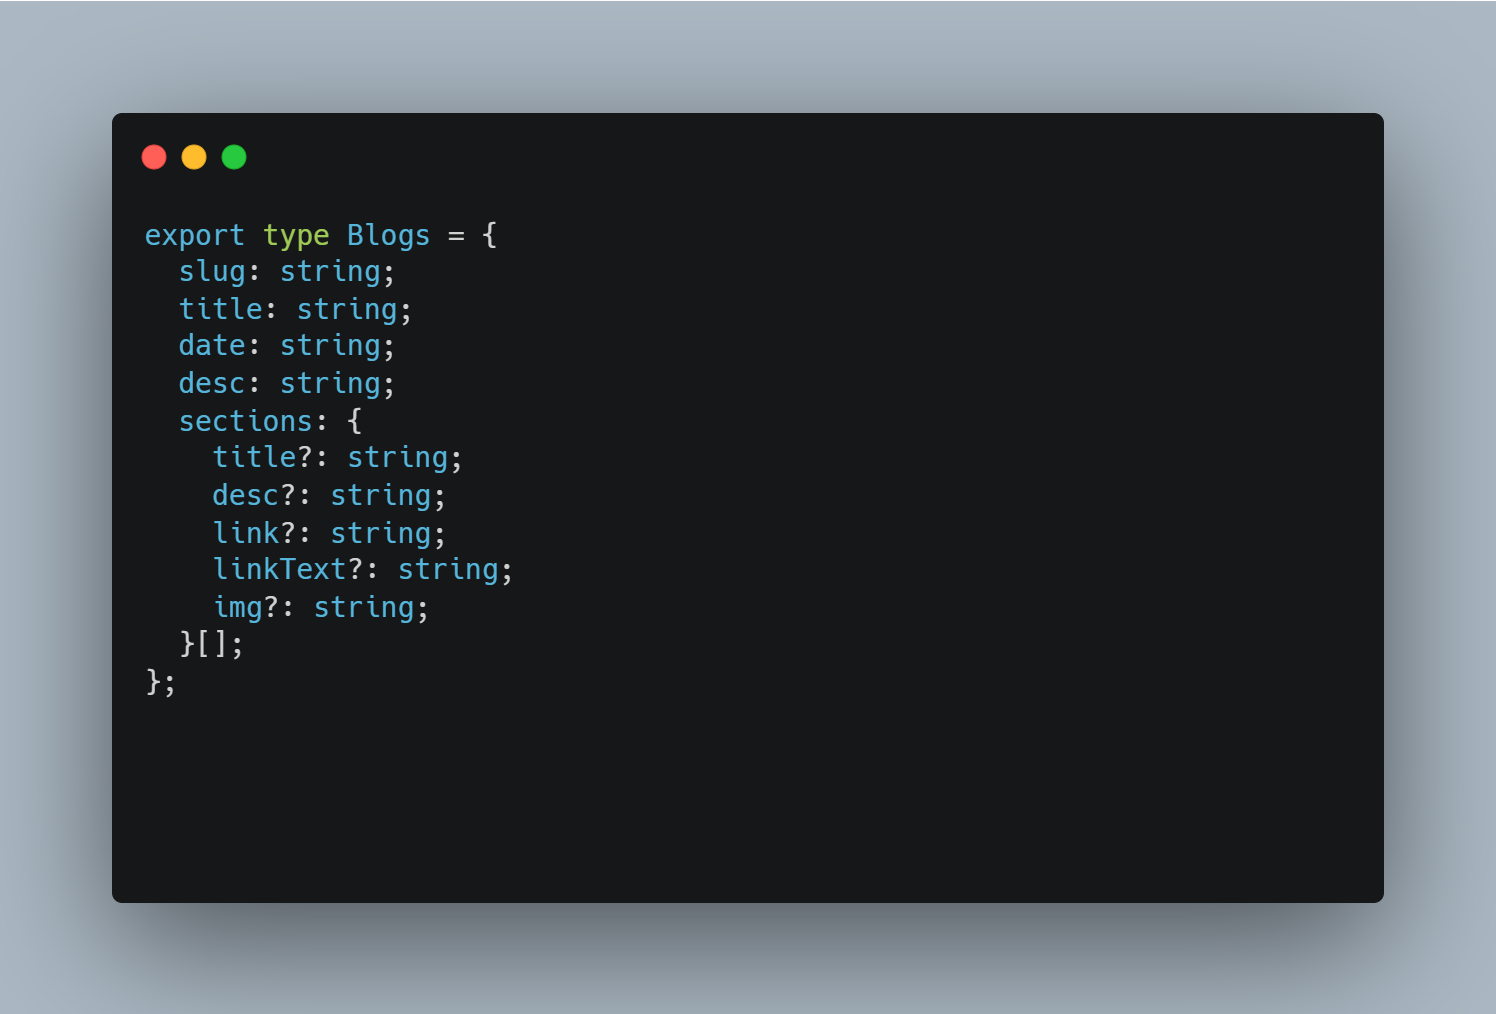 export type Blogs = {
  slug: string;
  title: string;
  date: string;
  desc: string;
  sections: {
    title?: string;
    desc?: string;
    link?: string;
    linkText?: string;
    img?: string;
  }[];
};